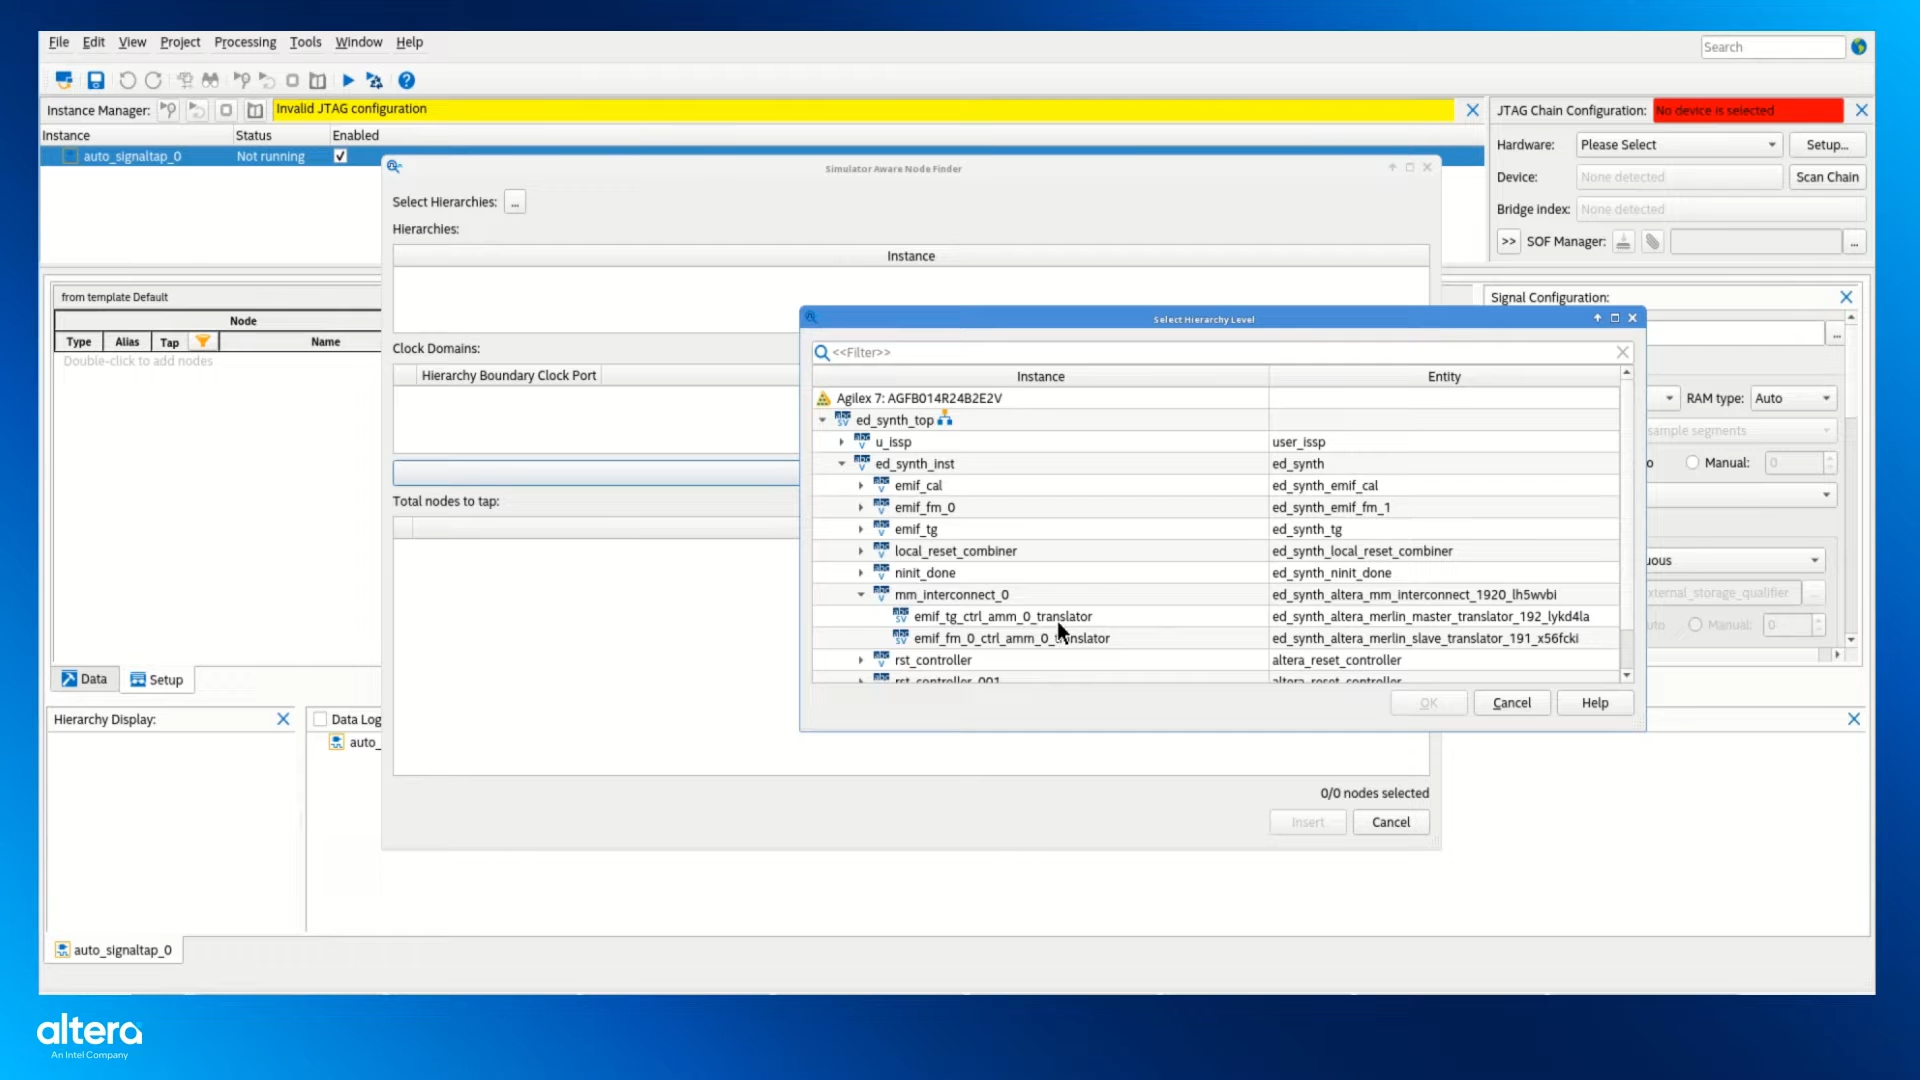 File Edit View Project Processing Tools Window Help
Search
Instance Manager:
Invalid JTAG configuration
JTAG Chain Configuration:
No device is selected
Instance Status Enabled
auto_signaltap_0 Not running
Hardware: Please Select Setup...
Device: None detected Scan Chain
Bridge index: None detected
>> SOF Manager: ...
Simulator Aware Node Finder
Select Hierarchies: ...
Hierarchies:
Instance
Clock Domains:
Hierarchy Boundary Clock Port
Total nodes to tap:
0/0 nodes selected
Insert Cancel
from template Default
Node
Type Alias Tap Name
Double-click to add nodes
Data Setup
Signal Configuration:
...
RAM type: Auto
sample segments
Manual: 0
Manual: 0
Select Hierarchy Level
<<Filter>>
Instance Entity
Agilex 7: AGFB014R24B2E2V
ed_synth_top
u_issp user_issp
ed_synth_inst ed_synth
emif_cal ed_synth_emif_cal
emif_fm_0 ed_synth_emif_fm_1
emif_tg ed_synth_tg
local_reset_combiner ed_synth_local_reset_combiner
ninit_done ed_synth_ninit_done
mm_interconnect_0 ed_synth_altera_mm_interconnect_1920_lh5wvbi
emif_tg_ctrl_amm_0_translator ed_synth_altera_merlin_master_translator_192_lykd4la
emif_fm_0_ctrl_amm_0_translator ed_synth_altera_merlin_slave_translator_191_x56fcki
rst_controller altera_reset_controller
rst_controller_001 altera_reset_controller
OK Cancel Help
Hierarchy Display:
Data Log
auto_
auto_signaltap_0
altera
An Intel Company